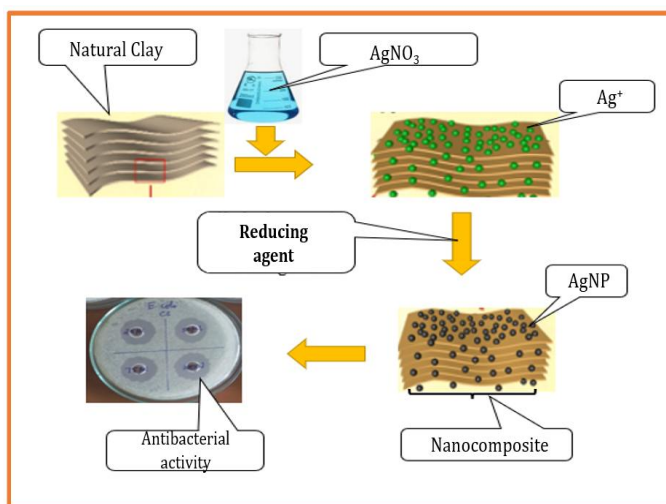 Natural Clay
AgNO₃
Ag⁺
Reducing
agent
AgNP
Nanocomposite
Antibacterial
activity